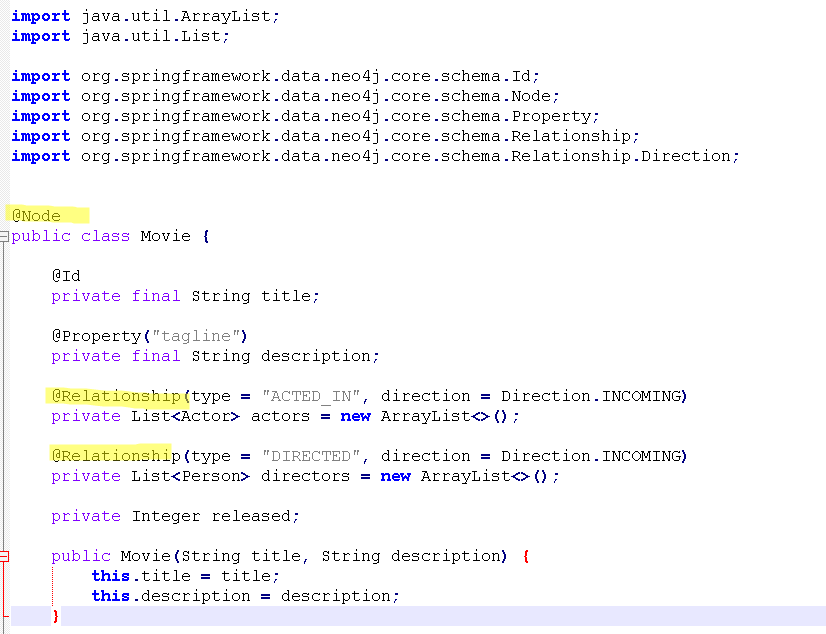 import java.util.ArrayList;
import java.util.List;
import org.springframework.data.neo4j.core.schema.Id;
import org.springframework.data.neo4j.core.schema.Node;
import org.springframework.data.neo4j.core.schema.Property;
import org.springframework.data.neo4j.core.schema.Relationship;
import org.springframework.data.neo4j.core.schema.Relationship.Direction;
@Node
public class Movie {
@Id
private final String title;
@Property("tagline")
private final String description;
@Relationship(type = "ACTED_IN", direction = Direction.INCOMING)
private List<Actor> actors = new ArrayList<>();
@Relationship(type = "DIRECTED", direction = Direction.INCOMING)
private List<Person> directors = new ArrayList<>();
private Integer released;
public Movie(String title, String description) {
this.title = title;
this.description = description;
}